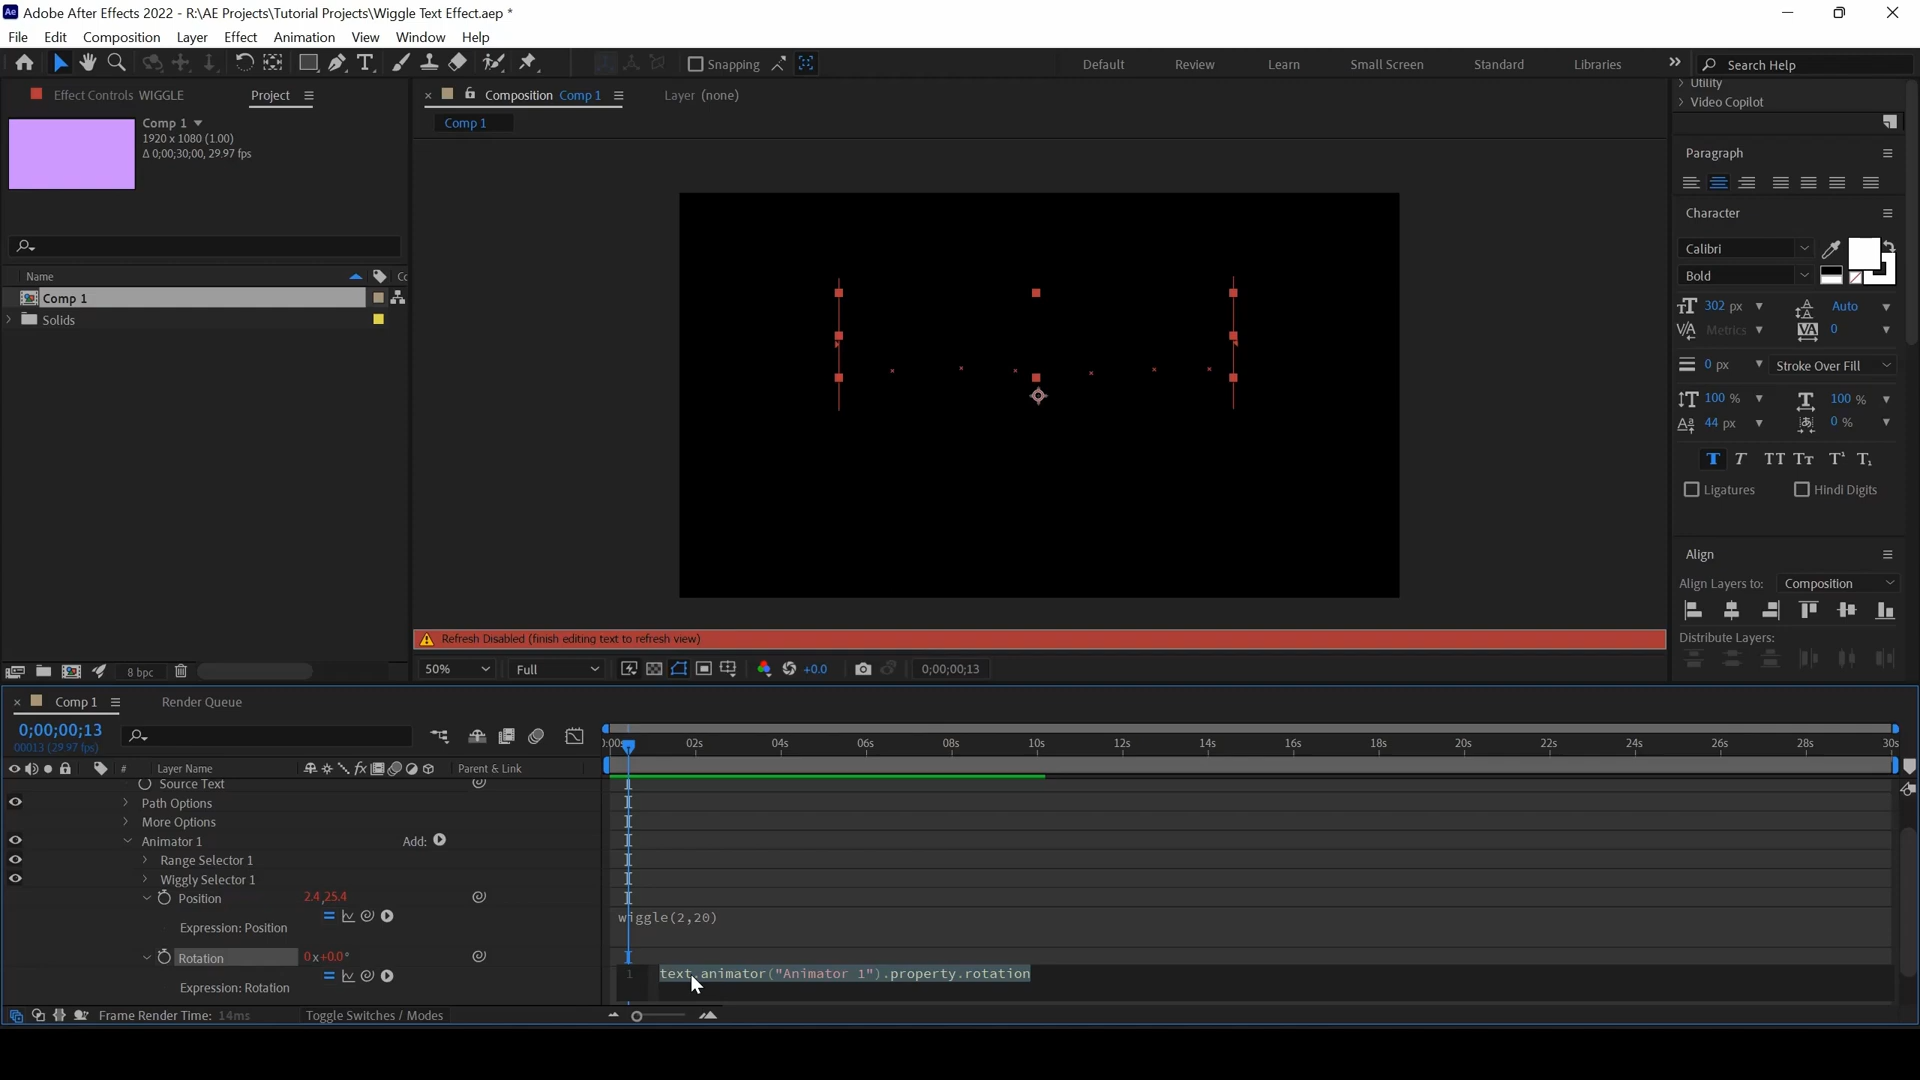 Adobe After Effects 2022 - R:\AE Projects\Tutorial Projects\Wiggle Text Effect.aep *
File Edit Composition Layer Effect Animation View Window Help
Snapping
Default Review Learn Small Screen Standard Libraries
Search Help
Effect Controls WIGGLE
Project
Comp 1
1920 x 1080 (1.00)
Δ 0;00;30;00, 29.97 fps
Name
Comp 1
Solids
8 bpc
Composition Comp 1
Layer (none)
Comp 1
Refresh Disabled (finish editing text to refresh view)
50% Full +0.0 0;00;00;13
Utility
Video Copilot
Paragraph
Character
Calibri
Bold
302 px Auto
Metrics 0
0 px Stroke Over Fill
100 % 100 %
44 px 0 %
Ligatures Hindi Digits
Align
Align Layers to: Composition
Distribute Layers:
Comp 1
Render Queue
0;00;00;13
00013 (29.97 fps)
02s 04s 06s 08s 10s 12s 14s 16s 18s 20s 22s 24s 26s 28s 30s
# Layer Name Parent & Link
Source Text
Path Options
More Options
Animator 1 Add:
Range Selector 1
Wiggly Selector 1
Position 2.4,25.4
Expression: Position
wiggle(2,20)
Rotation 0x+0.0°
Expression: Rotation
1 text.animator("Animator 1").property.rotation
Frame Render Time: 14ms
Toggle Switches / Modes